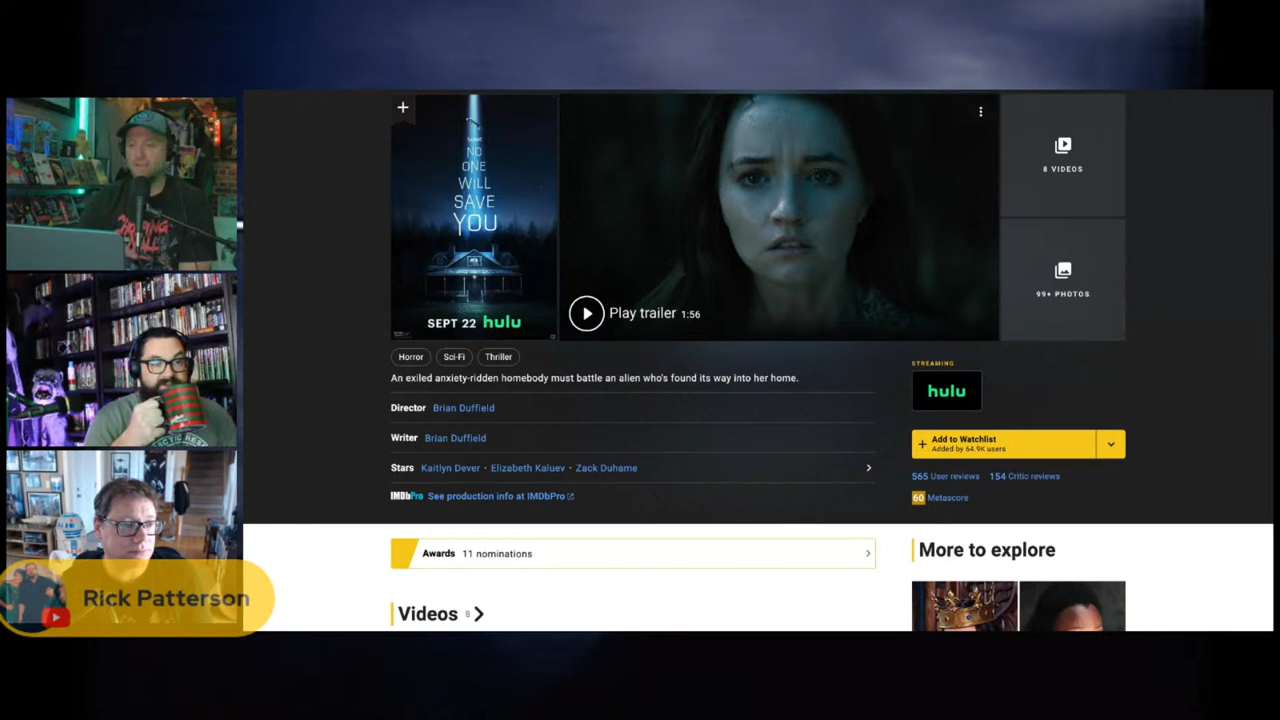 NO
ONE
WILL
SAVE
YOU
SEPT 22 hulu
Play trailer 1:56
8 VIDEOS
99+ PHOTOS
Horror
Sci-Fi
Thriller
An exiled anxiety-ridden homebody must battle an alien who's found its way into her home.
Director Brian Duffield
Writer Brian Duffield
Stars Kaitlyn Dever · Elizabeth Kaluev · Zack Duhame
IMDbPro See production info at IMDbPro
STREAMING
hulu
Add to Watchlist
Added by 64.9K users
565 User reviews 154 Critic reviews
60 Metascore
Awards 11 nominations
Videos 8
More to explore
Rick Patterson